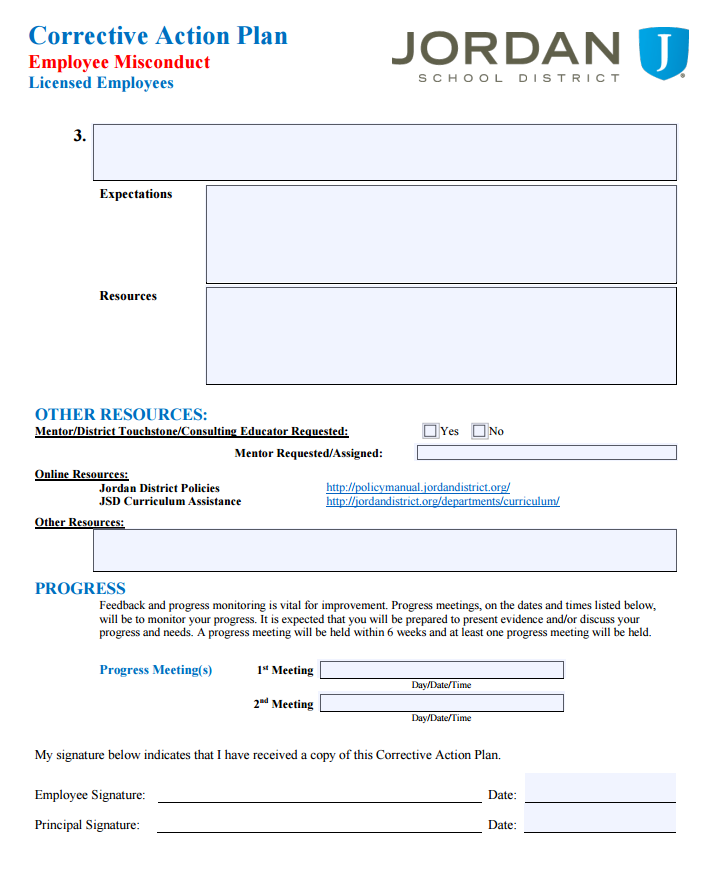 Corrective Action Plan
Employee Misconduct
Licensed Employees
JORDAN
SCHOOL DISTRICT
J
®
3.
Expectations
Resources
OTHER RESOURCES:
Mentor/District Touchstone/Consulting Educator Requested: Yes No
Mentor Requested/Assigned:
Online Resources:
Jordan District Policies http://policymanual.jordandistrict.org/
JSD Curriculum Assistance http://jordandistrict.org/departments/curriculum/
Other Resources:
PROGRESS
Feedback and progress monitoring is vital for improvement. Progress meetings, on the dates and times listed below,
will be to monitor your progress. It is expected that you will be prepared to present evidence and/or discuss your
progress and needs. A progress meeting will be held within 6 weeks and at least one progress meeting will be held.
Progress Meeting(s) 1st Meeting
Day/Date/Time
2nd Meeting
Day/Date/Time
My signature below indicates that I have received a copy of this Corrective Action Plan.
Employee Signature: Date:
Principal Signature: Date: